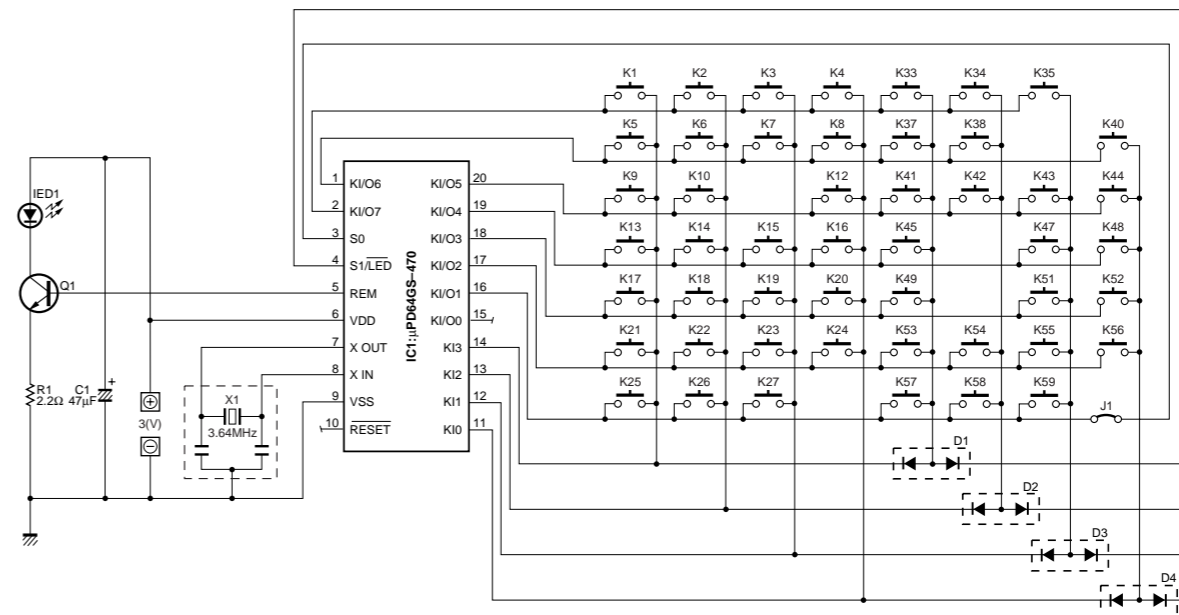 K1 K2 K3 K4 K33 K34 K35
K5 K6 K7 K8 K37 K38 K40
K9 K10 K12 K41 K42 K43 K44
K13 K14 K15 K16 K45 K47 K48
K17 K18 K19 K20 K49 K51 K52
K21 K22 K23 K24 K53 K54 K55 K56
K25 K26 K27 K57 K58 K59 J1
IED1
Q1
R1
2.2Ω
C1
+
47μF
3(V)
X1
3.64MHz
1 KI/O6
2 KI/O7
3 S0
4 S1/LED
5 REM
6 VDD
7 X OUT
8 X IN
9 VSS
10 RESET
IC1:μPD64GS–470
KI/O5 20
KI/O4 19
KI/O3 18
KI/O2 17
KI/O1 16
KI/O0 15
KI3 14
KI2 13
KI1 12
KI0 11
D1
D2
D3
D4